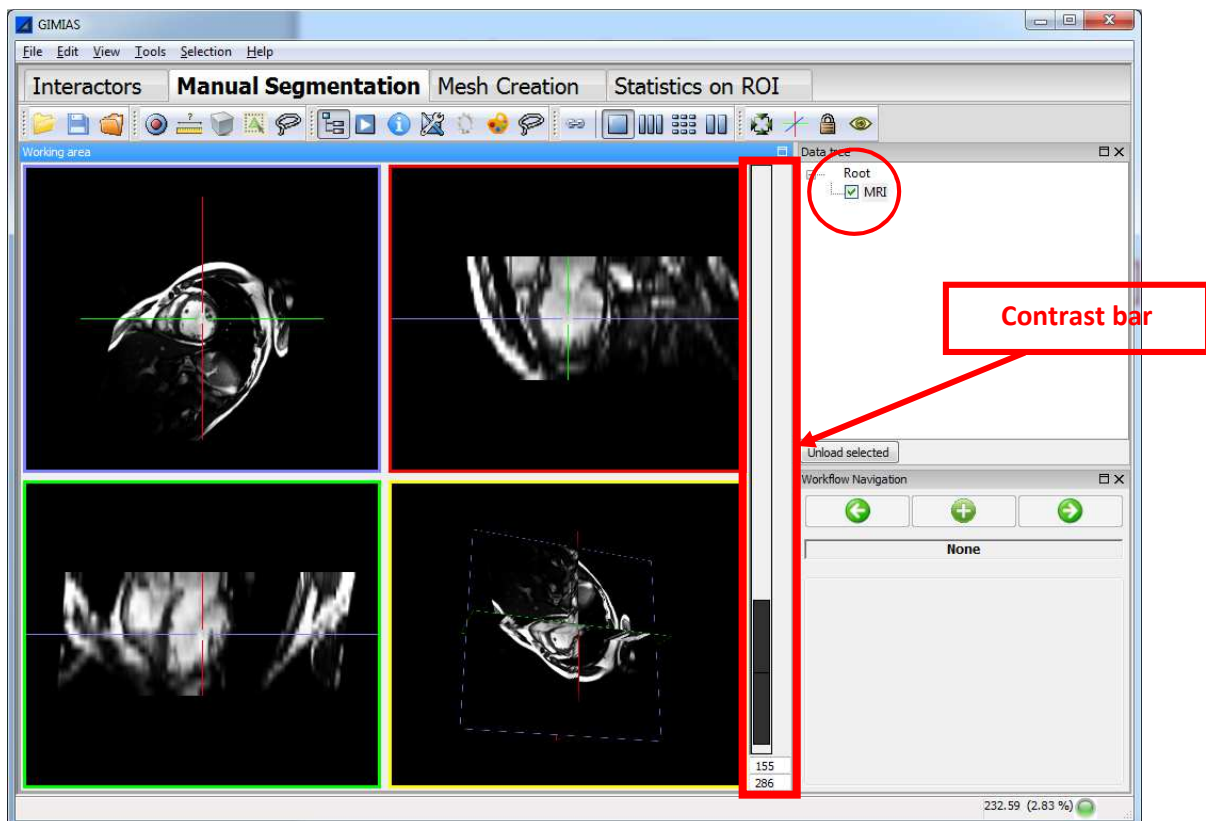 GIMIAS
File Edit View Tools Selection Help
Interactors Manual Segmentation Mesh Creation Statistics on ROI
Working area
Data tree
Root
MRI
Contrast bar
Unload selected
Workflow Navigation
None
155
286
232.59 (2.83 %)